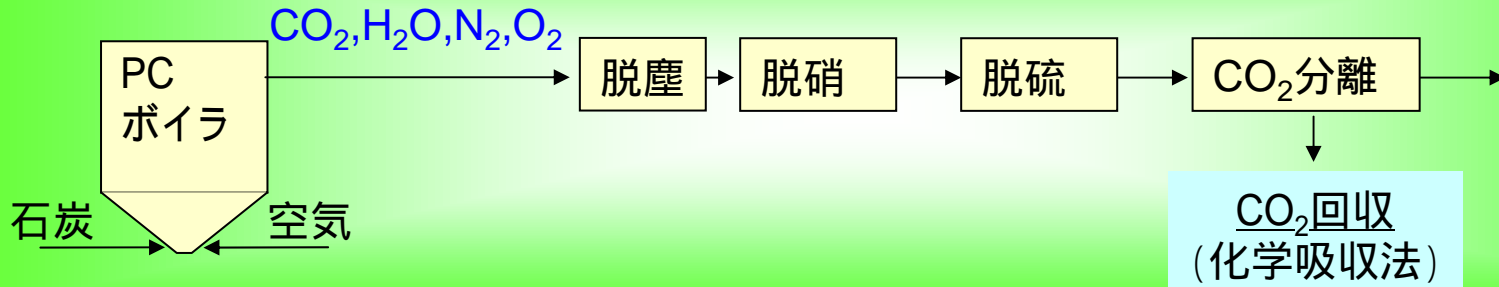 CO₂,H₂O,N₂,O₂
PC
ボイラ
脱塵
脱硝
脱硫
CO₂分離
石炭
空気
CO₂回収
(化学吸収法)